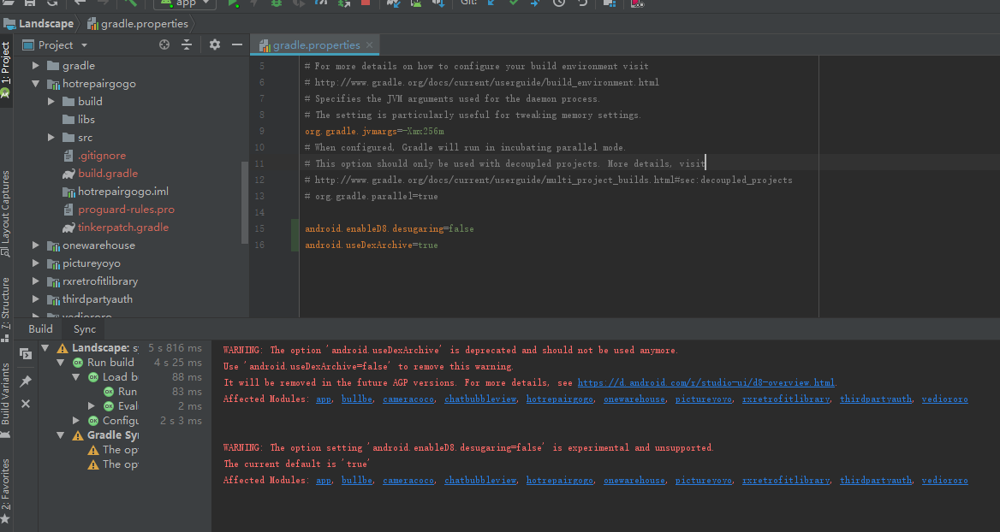 app
Git:
Landscape
gradle.properties
1: Project
Layout Captures
7: Structure
Build Variants
2: Favorites
Project
gradle
hotrepairgogo
build
libs
src
.gitignore
build.gradle
hotrepairgogo.iml
proguard-rules.pro
tinkerpatch.gradle
onewarehouse
pictureyoyo
rxretrofitlibrary
thirdpartyauth
vediororo
gradle.properties
5 # For more details on how to configure your build environment visit
6 # http://www.gradle.org/docs/current/userguide/build_environment.html
7 # Specifies the JVM arguments used for the daemon process.
8 # The setting is particularly useful for tweaking memory settings.
9 org.gradle.jvmargs=-Xmx256m
10 # When configured, Gradle will run in incubating parallel mode.
11 # This option should only be used with decoupled projects. More details, visit
12 # http://www.gradle.org/docs/current/userguide/multi_project_builds.html#sec:decoupled_projects
13 # org.gradle.parallel=true
14
15 android.enableD8.desugaring=false
16 android.useDexArchive=true
Build Sync
Landscape: sy 5 s 816 ms
Run build 4 s 25 ms
Load b 88 ms
Run 83 ms
Eval 2 ms
Configu 2 s 3 ms
Gradle Syn
The op
The op
WARNING: The option 'android.useDexArchive' is deprecated and should not be used anymore.
Use 'android.useDexArchive=false' to remove this warning.
It will be removed in the future AGP versions. For more details, see https://d.android.com/r/studio-ui/d8-overview.html.
Affected Modules: app, bullbe, cameracoco, chatbubbleview, hotrepairgogo, onewarehouse, pictureyoyo, rxretrofitlibrary, thirdpartyauth, vediororo
WARNING: The option setting 'android.enableD8.desugaring=false' is experimental and unsupported.
The current default is 'true'
Affected Modules: app, bullbe, cameracoco, chatbubbleview, hotrepairgogo, onewarehouse, pictureyoyo, rxretrofitlibrary, thirdpartyauth, vediororo